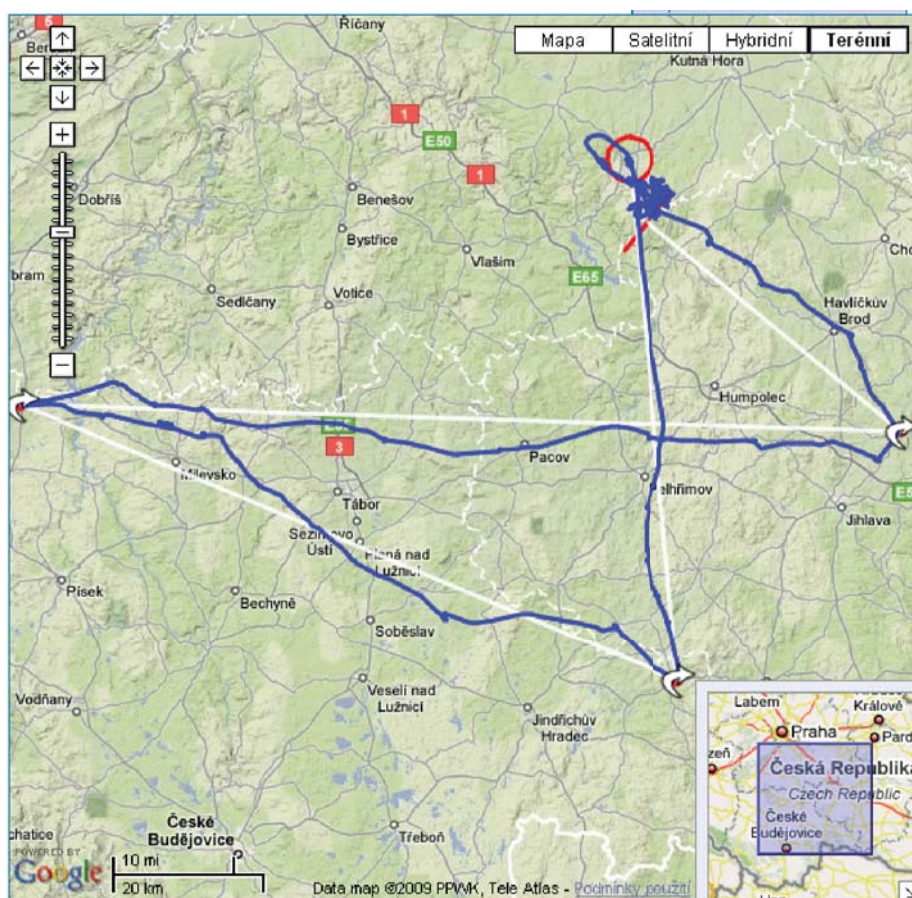 5
Říčany
Mapa
Satelitní
Hybridní
Terénní
Kutná Hora
1
E50
1
Dobříš
Benešov
Bystřice
Vlašim
E65
Sedlčany
Votice
Havlíčkův
Brod
Humpolec
3
Pacov
Milevsko
Tábor
Jihlava
Ústí
Planá nad
Lužnicí
Písek
Bechyně
Soběslav
Vodňany
Veselí nad
Lužnicí
Jindřichův
Hradec
Labem
Králové
Praha
Česká Republika
Czech Republic
České
Budějovice
České
Budějovice
Třeboň
POWERED BY
Google
10 mi
20 km
Data map ©2009 PPWK, Tele Atlas - Podmínky použití